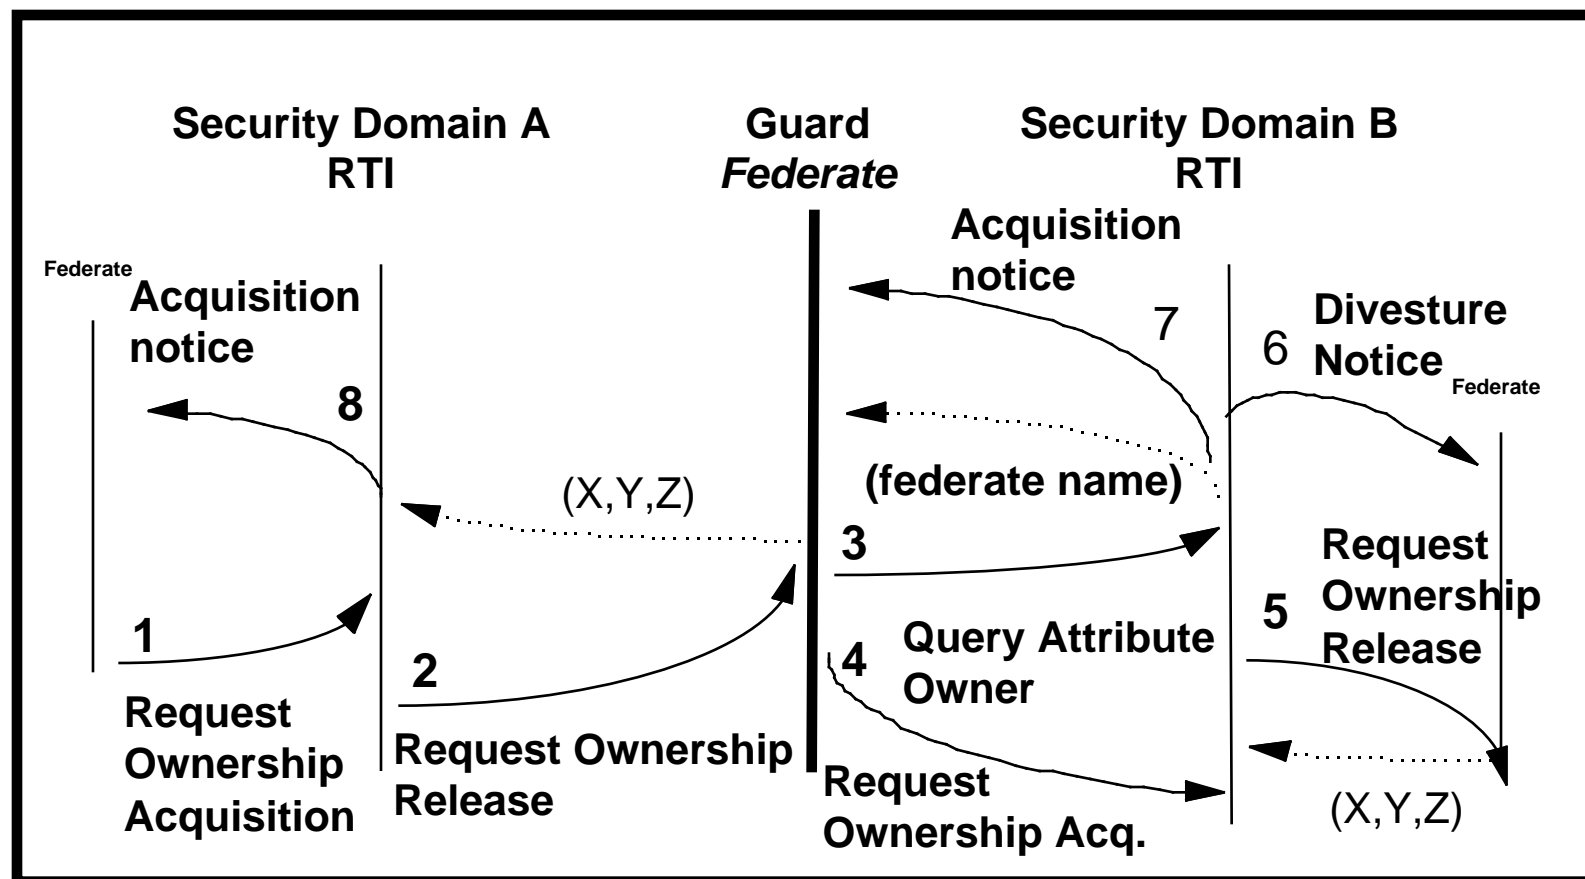 Security Domain A
RTI
Guard
Federate
Security Domain B
RTI
Federate
Acquisition
notice
8
1
Request
Ownership
Acquisition
2
Request Ownership
Release
(X,Y,Z)
Acquisition
notice
7
(federate name)
3
Query Attribute
Owner
4
Request
Ownership Acq.
6
Divesture
Notice
Federate
5
Request
Ownership
Release
(X,Y,Z)